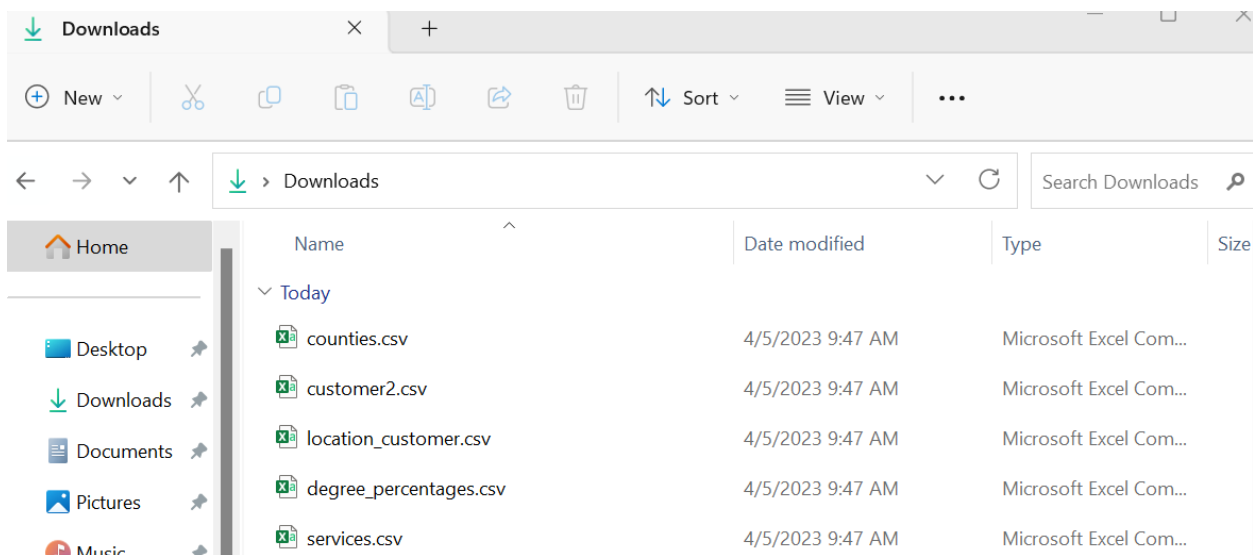 Downloads
New
Sort
View
Downloads
Search Downloads
Home
Name
Date modified
Type
Size
Today
Desktop
counties.csv 4/5/2023 9:47 AM Microsoft Excel Com...
Downloads
customer2.csv 4/5/2023 9:47 AM Microsoft Excel Com...
Documents
location_customer.csv 4/5/2023 9:47 AM Microsoft Excel Com...
Pictures
degree_percentages.csv 4/5/2023 9:47 AM Microsoft Excel Com...
Music
services.csv 4/5/2023 9:47 AM Microsoft Excel Com...